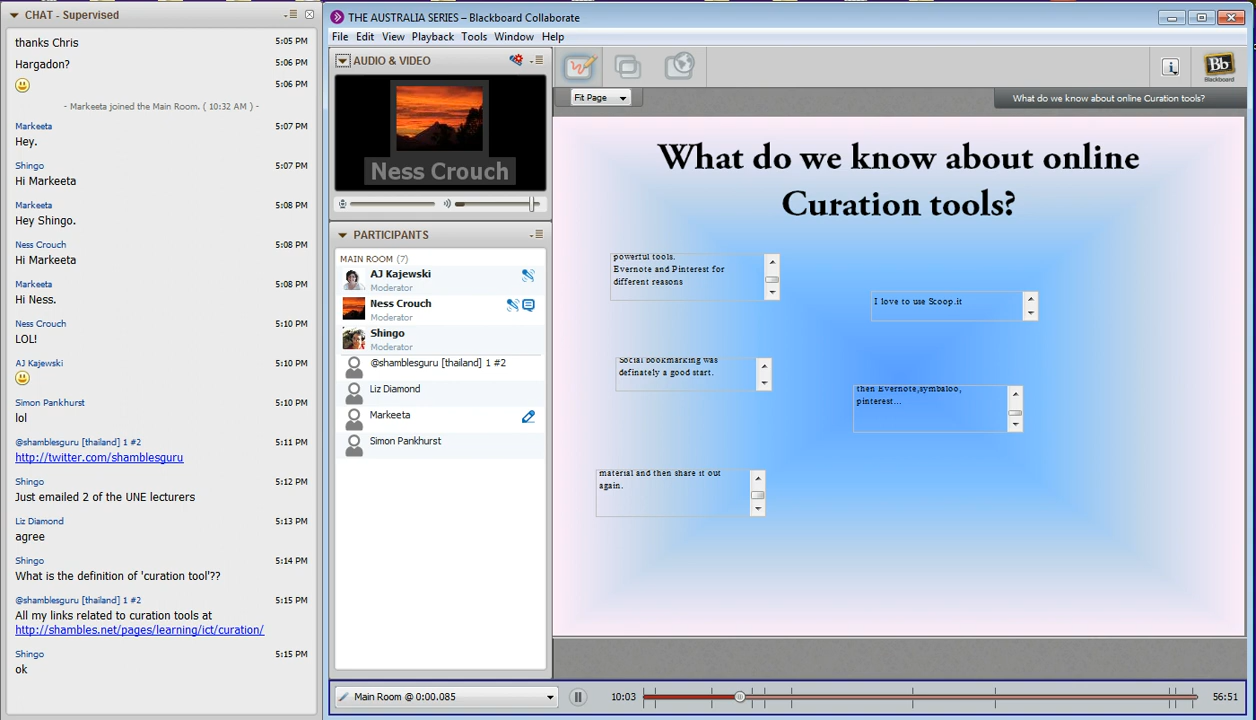 CHAT - Supervised
thanks Chris 5:05 PM
Hargadon? 5:06 PM
5:06 PM
- Markeeta joined the Main Room. ( 10:32 AM ) -
Markeeta 5:07 PM
Hey.
Shingo 5:07 PM
Hi Markeeta
Markeeta 5:08 PM
Hey Shingo.
Ness Crouch 5:08 PM
Hi Markeeta
Markeeta 5:08 PM
Hi Ness.
Ness Crouch 5:10 PM
LOL!
AJ Kajewski 5:10 PM
Simon Pankhurst 5:10 PM
lol
@shamblesguru [thailand] 1 #2 5:11 PM
http://twitter.com/shamblesguru
Shingo 5:12 PM
Just emailed 2 of the UNE lecturers
Liz Diamond 5:13 PM
agree
Shingo 5:14 PM
What is the definition of 'curation tool'??
@shamblesguru [thailand] 1 #2 5:15 PM
All my links related to curation tools at
http://shambles.net/pages/learning/ict/curation/
Shingo 5:15 PM
ok
THE AUSTRALIA SERIES – Blackboard Collaborate
File Edit View Playback Tools Window Help
AUDIO & VIDEO
Ness Crouch
PARTICIPANTS
MAIN ROOM (7)
AJ Kajewski
Moderator
Ness Crouch
Moderator
Shingo
Moderator
@shamblesguru [thailand] 1 #2
Liz Diamond
Markeeta
Simon Pankhurst
Bb
Blackboard
Fit Page
What do we know about online Curation tools?
What do we know about online
Curation tools?
powerful tools.
Evernote and Pinterest for
different reasons
I love to use Scoop.it
Social bookmarking was
definately a good start.
then Evernote,symbaloo,
pinterest...
material and then share it out
again.
Main Room @ 0:00.085
10:03
56:51